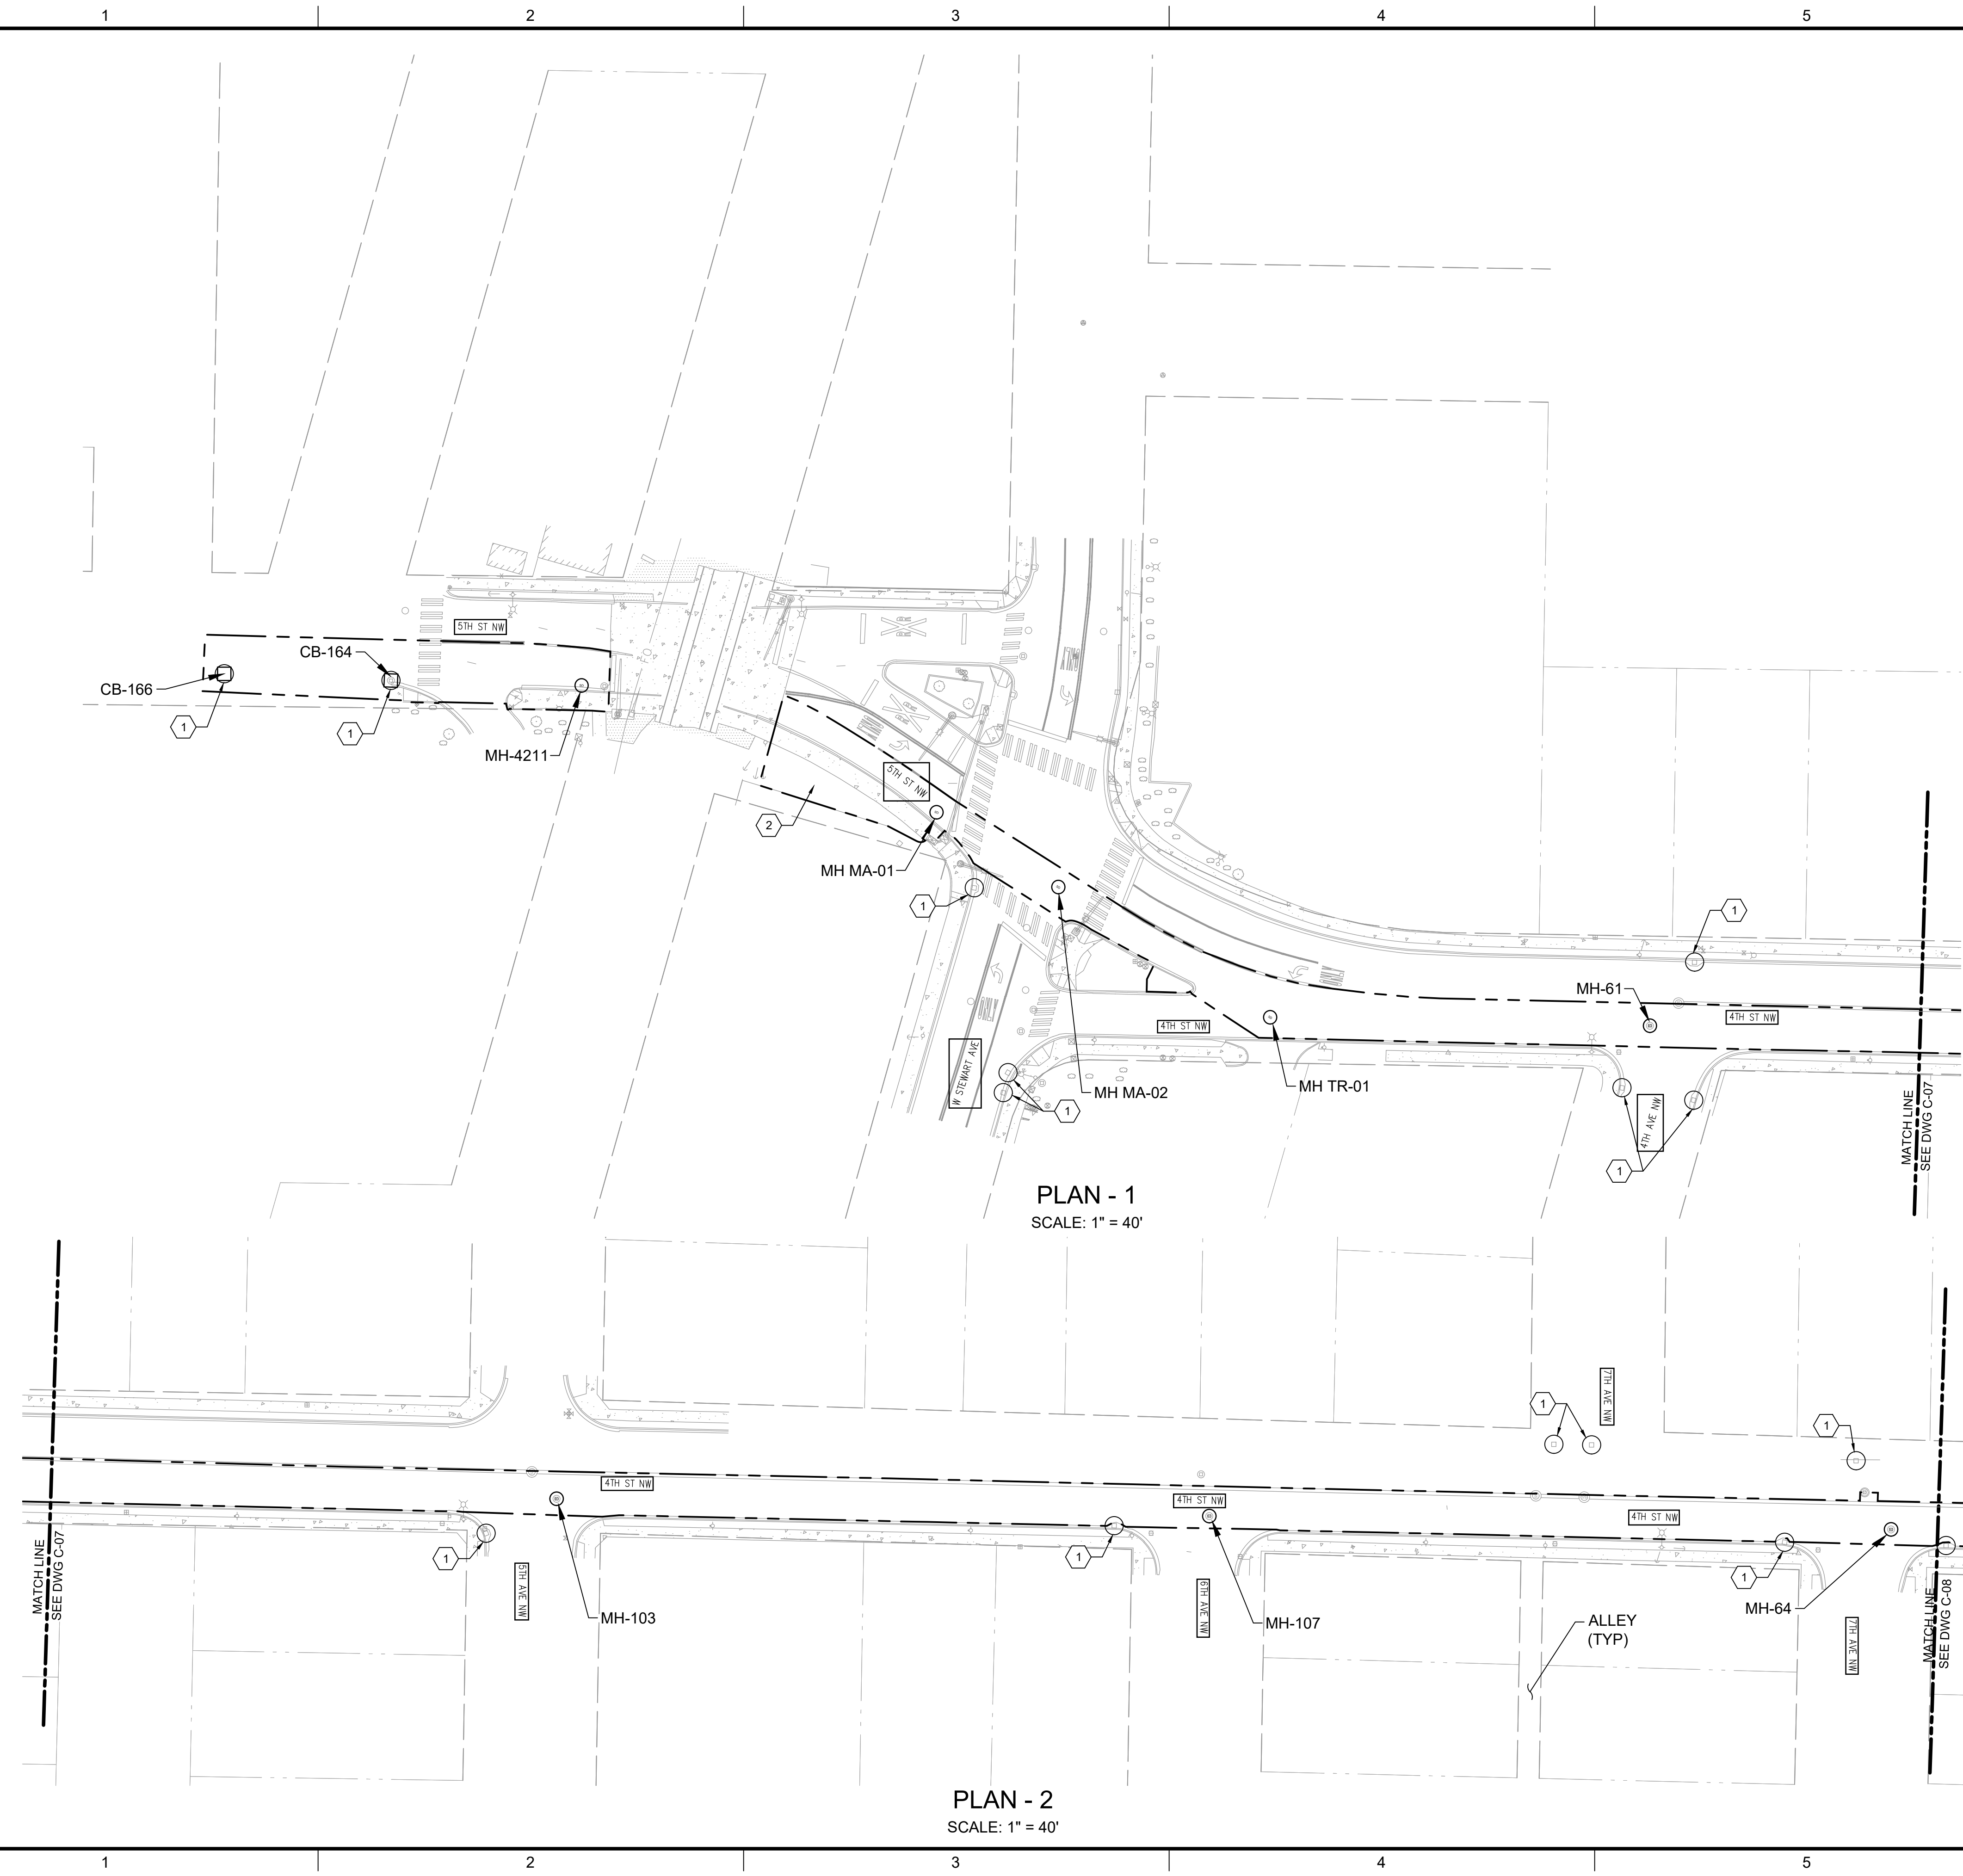 1 2 3 4 5
5TH ST NW
CB-164
CB-166
1
1
MH-4211
5TH ST NW
2
MH MA-01
1
1
MH-61
4TH ST NW
4TH ST NW
W STEWART AVE
MH MA-02
1
MH TR-01
4TH AVE NW
1
MATCH LINE
SEE DWG C-07
PLAN - 1
SCALE: 1" = 40'
7TH AVE NW
1
1
4TH ST NW
4TH ST NW
4TH ST NW
MATCH LINE
SEE DWG C-07
1
5TH AVE NW
MH-103
1
6TH AVE NW
MH-107
ALLEY
(TYP)
1
MH-64
7TH AVE NW
MATCH LINE
SEE DWG C-08
PLAN - 2
SCALE: 1" = 40'
1 2 3 4 5